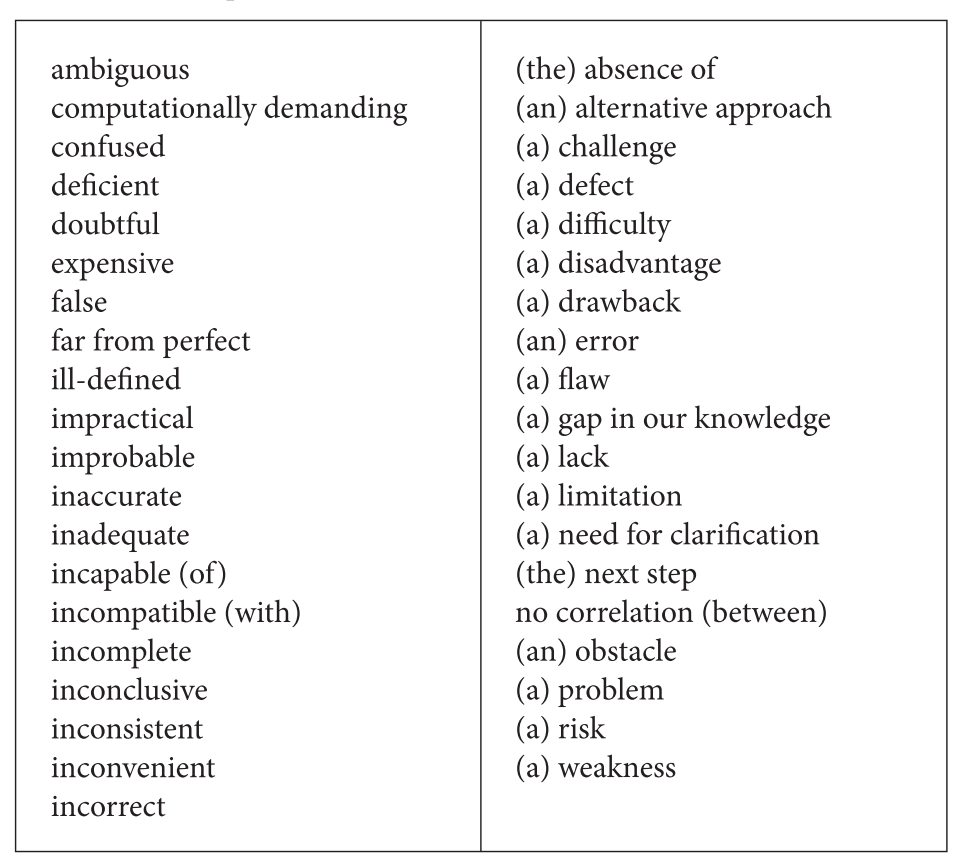 ambiguous
computationally demanding
confused
deficient
doubtful
expensive
false
far from perfect
ill-defined
impractical
improbable
inaccurate
inadequate
incapable (of)
incompatible (with)
incomplete
inconclusive
inconsistent
inconvenient
incorrect
(the) absence of
(an) alternative approach
(a) challenge
(a) defect
(a) difficulty
(a) disadvantage
(a) drawback
(an) error
(a) flaw
(a) gap in our knowledge
(a) lack
(a) limitation
(a) need for clarification
(the) next step
no correlation (between)
(an) obstacle
(a) problem
(a) risk
(a) weakness